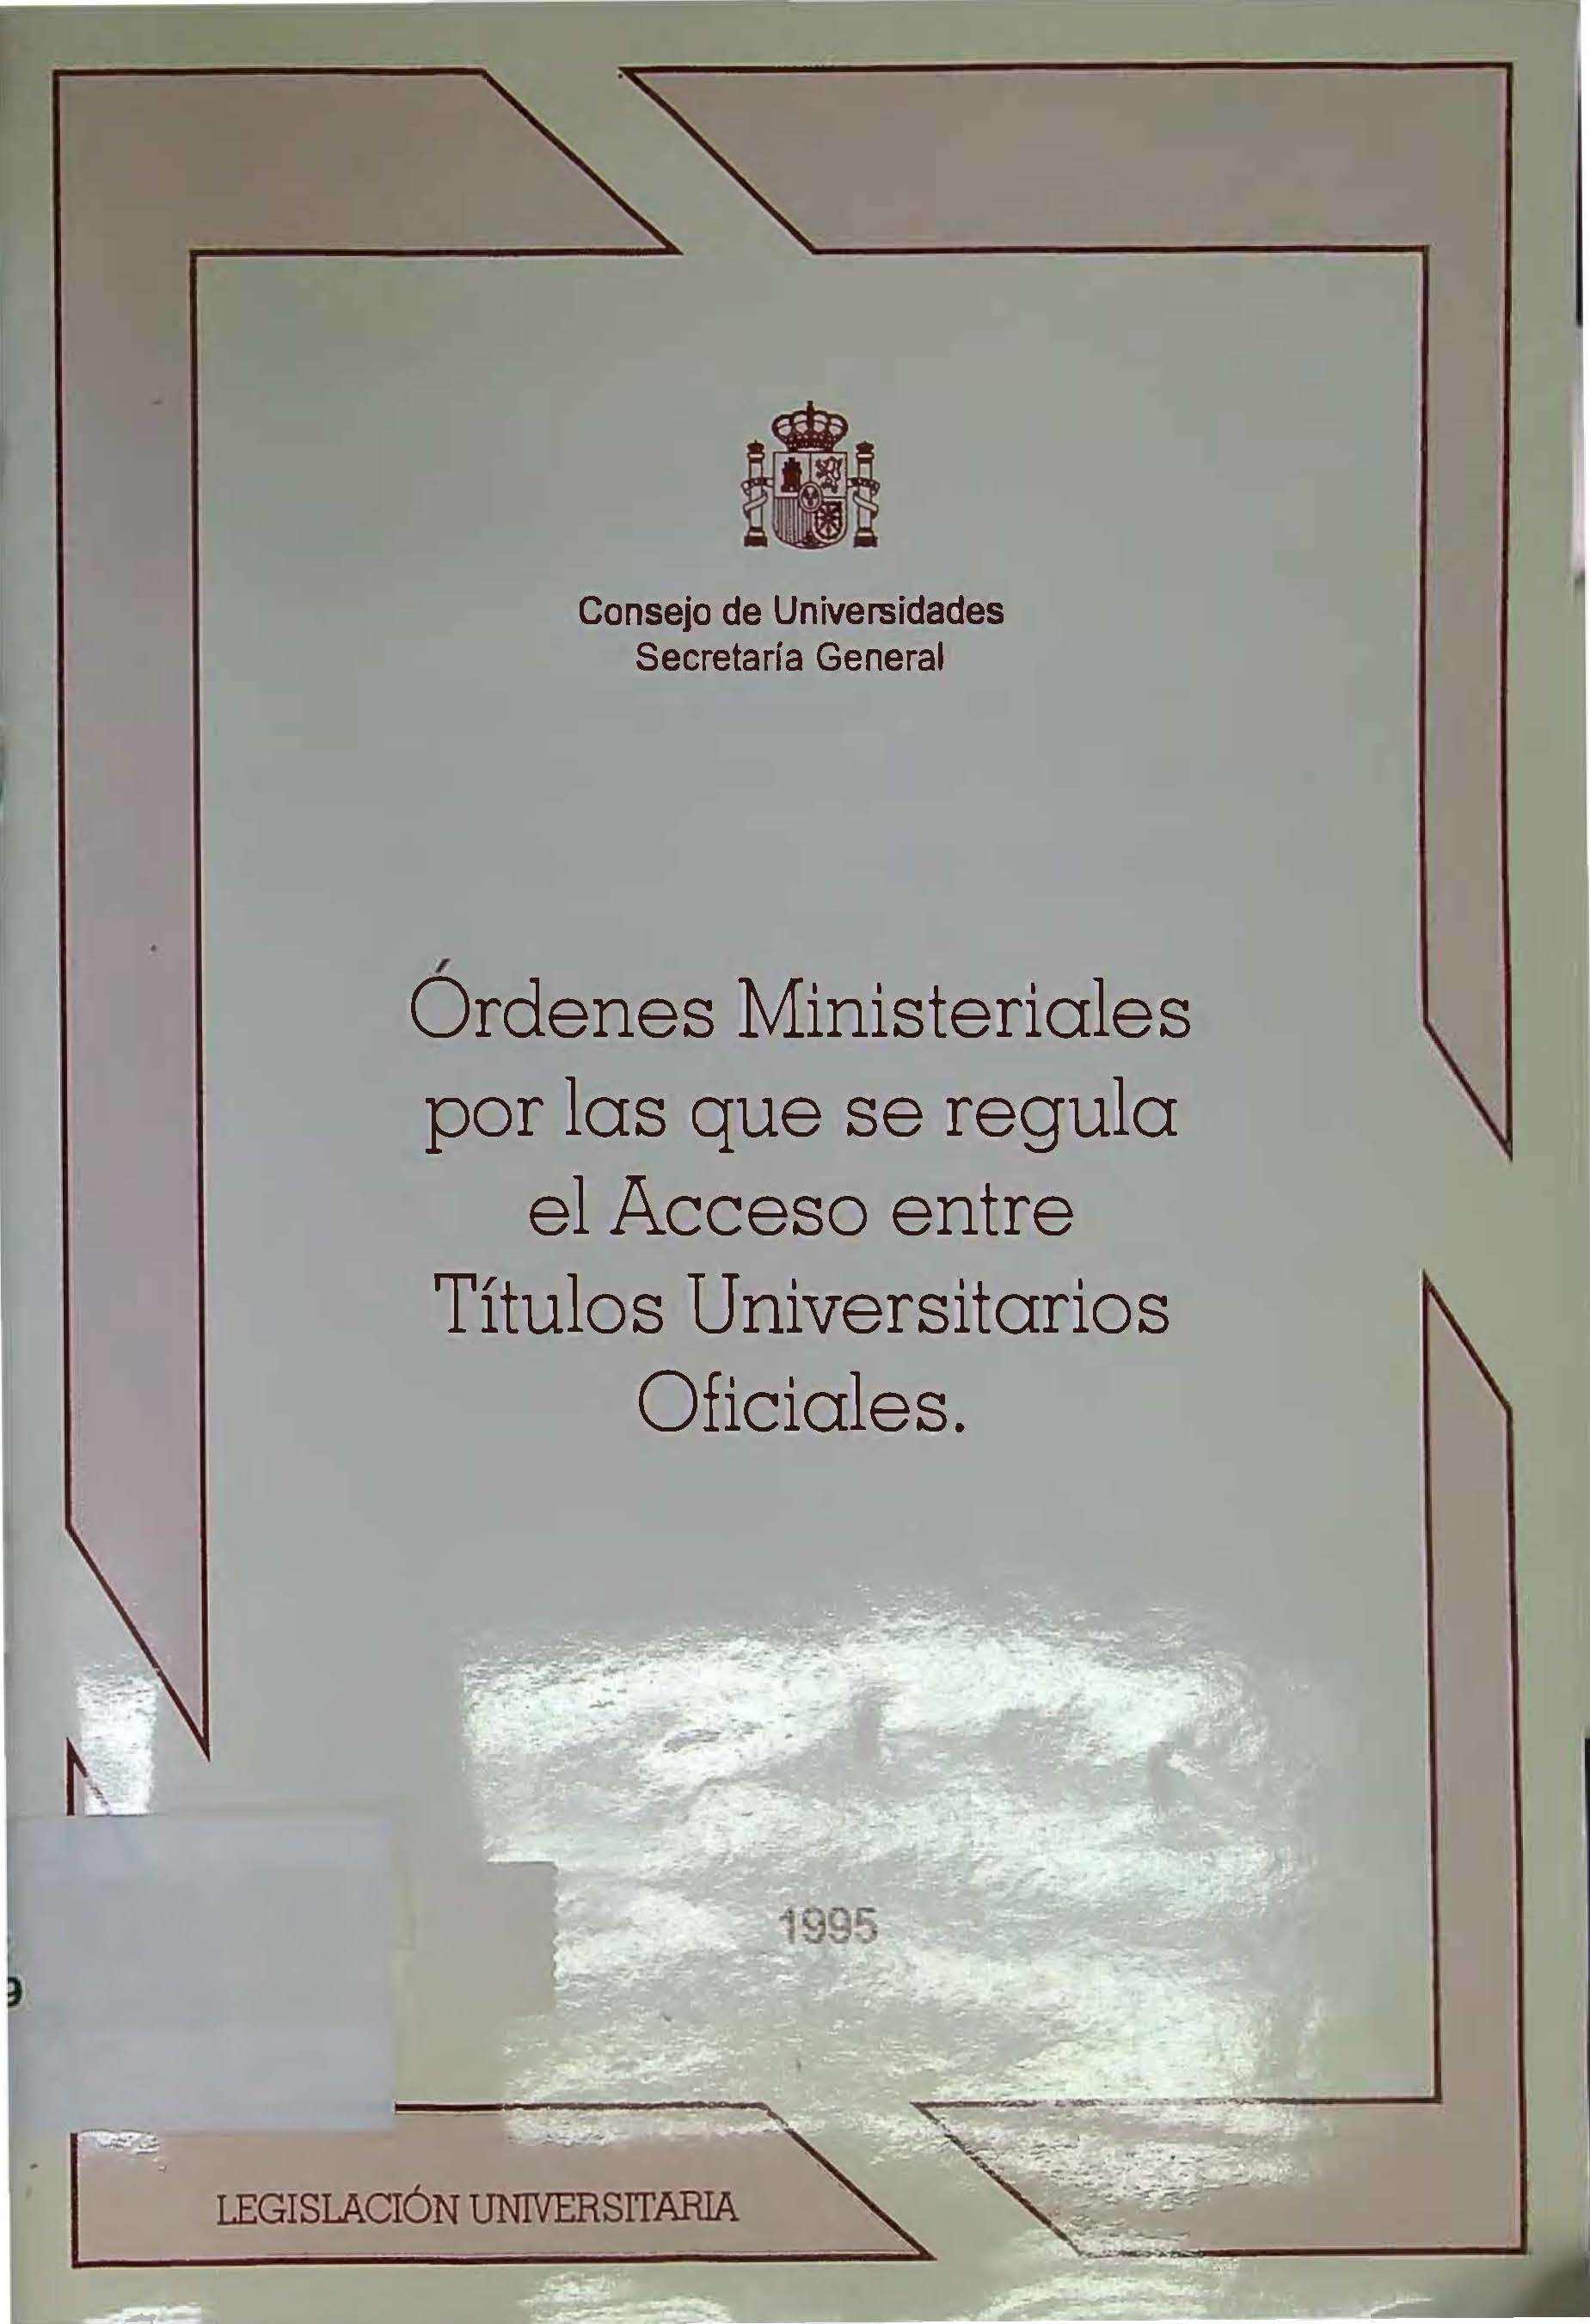 Consejo de Universidades
Secretaría General
Órdenes Ministeriales
por las que se regula
el Acceso entre
Títulos Universitarios
Oficiales.
1995
9
LEGISLACIÓN UNIVERSITARIA